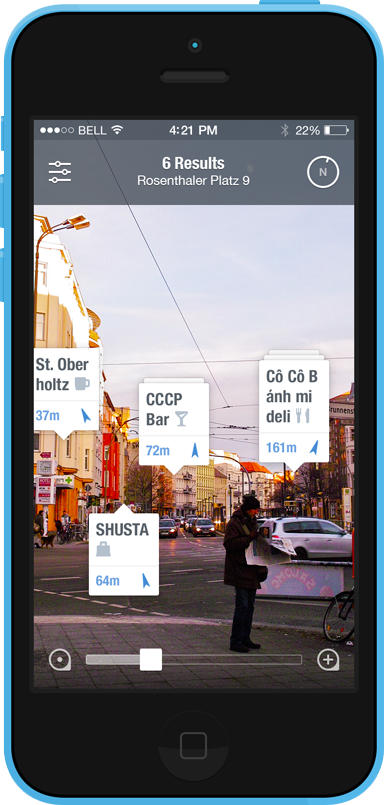 BELL
4:21 PM
22%
6 Results
Rosenthaler Platz 9
N
St. Ober
holtz
37m
CCCP
Bar
72m
Cô Cô B
ánh mì
deli
161m
SHUSTA
64m